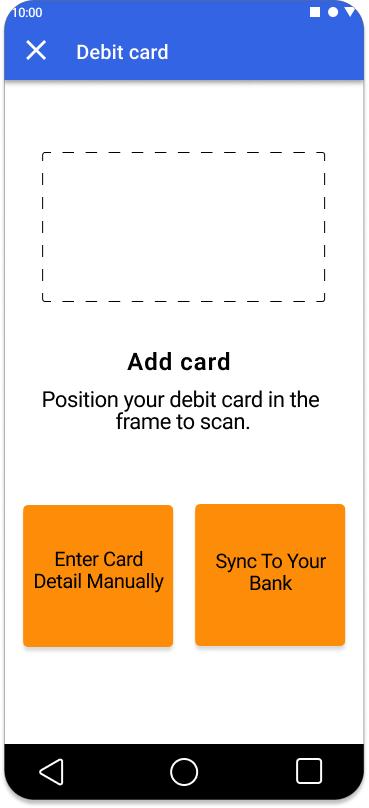 10:00
Debit card
Add card
Position your debit card in the
frame to scan.
Enter Card
Detail Manually
Sync To Your
Bank